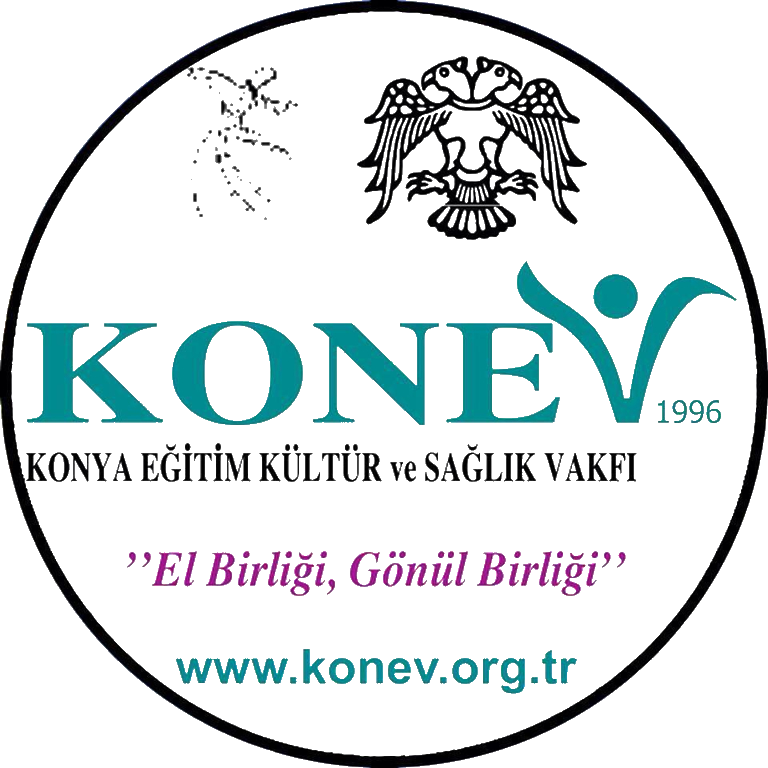 KONEV
1996
KONYA EĞİTİM KÜLTÜR ve SAĞLIK VAKFI
’’El Birliği, Gönül Birliği’’
www.konev.org.tr